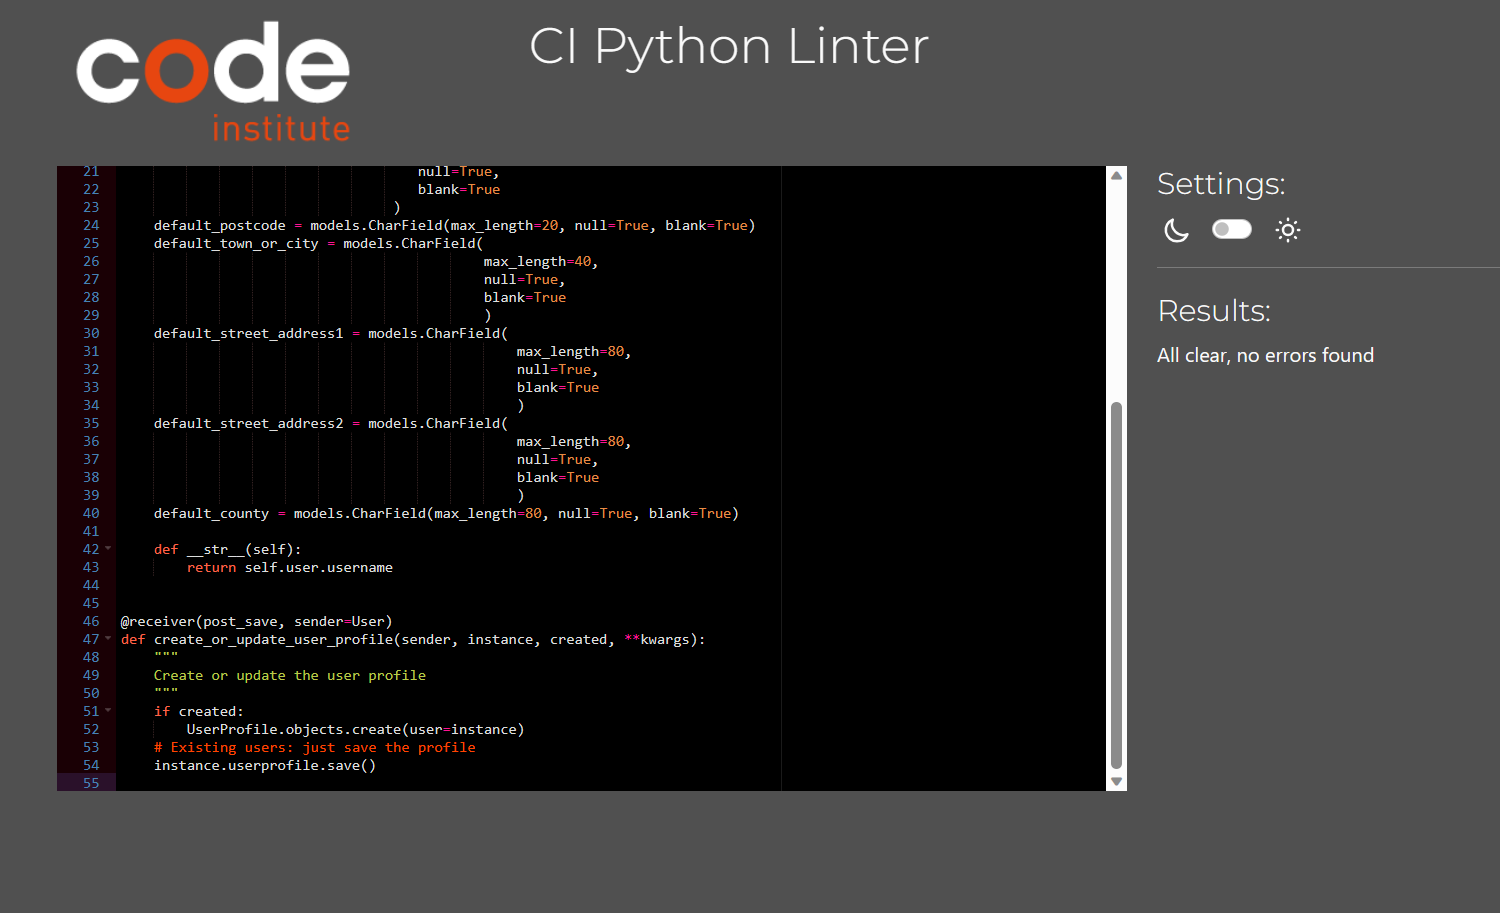 code
institute
CI Python Linter
21 null=True,
22 blank=True
23 )
24 default_postcode = models.CharField(max_length=20, null=True, blank=True)
25 default_town_or_city = models.CharField(
26 max_length=40,
27 null=True,
28 blank=True
29 )
30 default_street_address1 = models.CharField(
31 max_length=80,
32 null=True,
33 blank=True
34 )
35 default_street_address2 = models.CharField(
36 max_length=80,
37 null=True,
38 blank=True
39 )
40 default_county = models.CharField(max_length=80, null=True, blank=True)
41
42 def __str__(self):
43 return self.user.username
44
45
46 @receiver(post_save, sender=User)
47 def create_or_update_user_profile(sender, instance, created, **kwargs):
48 """
49 Create or update the user profile
50 """
51 if created:
52 UserProfile.objects.create(user=instance)
53 # Existing users: just save the profile
54 instance.userprofile.save()
55
Settings:
Results:
All clear, no errors found